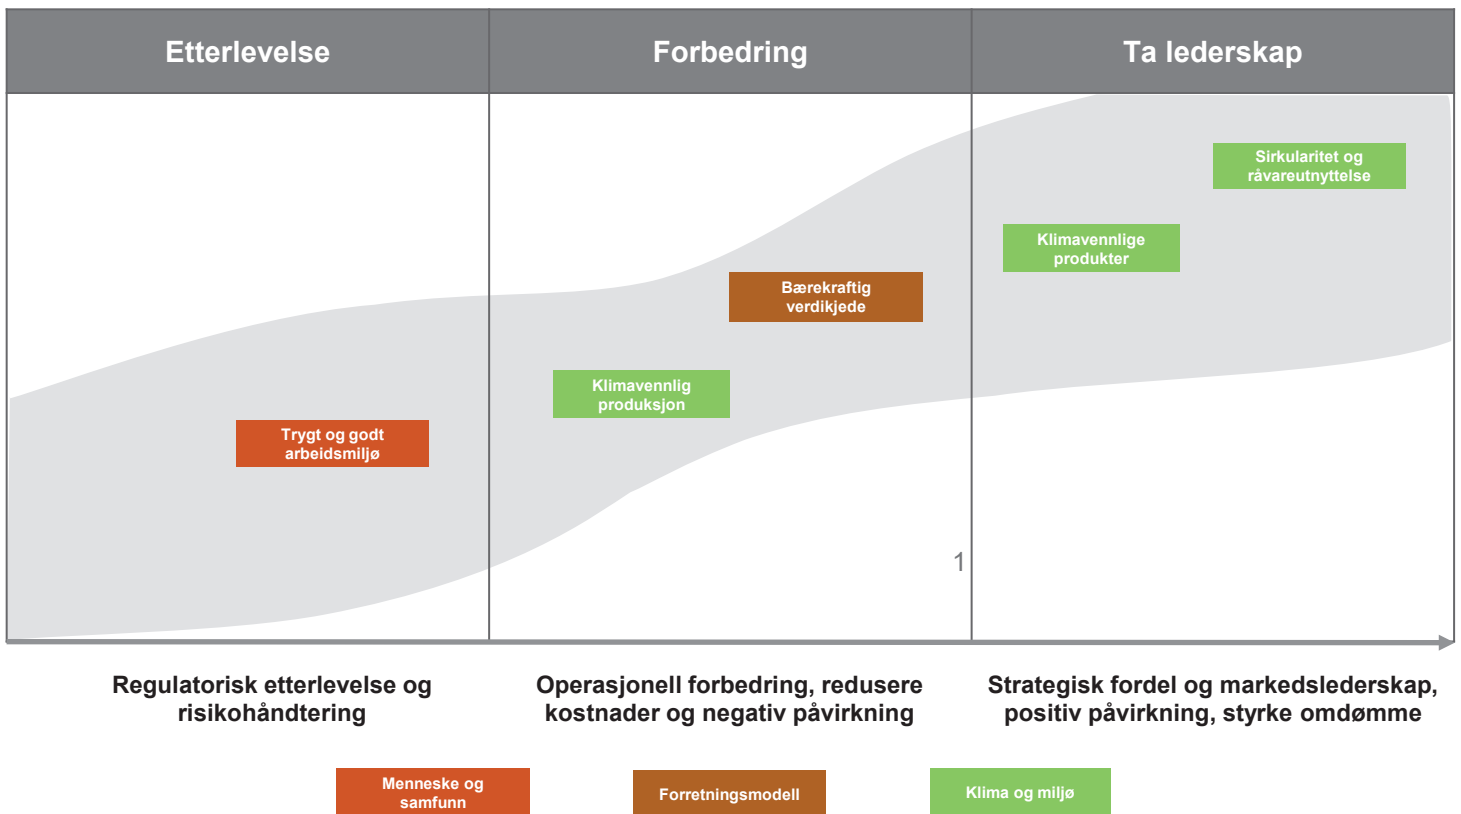 Etterlevelse
Forbedring
Ta lederskap
Sirkularitet og
råvareutnyttelse
Klimavennlige
produkter
Bærekraftig
verdikjede
Klimavennlig
produksjon
Trygt og godt
arbeidsmiljø
1
Regulatorisk etterlevelse og
risikohåndtering
Operasjonell forbedring, redusere
kostnader og negativ påvirkning
Strategisk fordel og markedslederskap,
positiv påvirkning, styrke omdømme
Menneske og
samfunn
Forretningsmodell
Klima og miljø